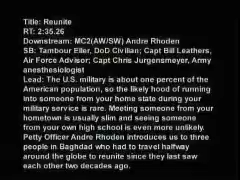 Title: Reunite
RT: 2:35.26
Downstream: MC2(AW/SW) Andre Rhoden
SB: Tambour Eller, DoD Civilian; Capt Bill Leathers,
Air Force Advisor; Capt Chris Jurgensmeyer, Army
anesthesiologist
Lead: The U.S. military is about one percent of the
American population, so the likely hood of running
into someone from your home state during your
military service is rare. Meeting someone from your
hometown is usually slim and seeing someone
from your own high school is even more unlikely.
Petty Officer Andre Rhoden introduces us to three
people in Baghdad who had to travel halfway
around the globe to reunite since they last saw
each other two decades ago.